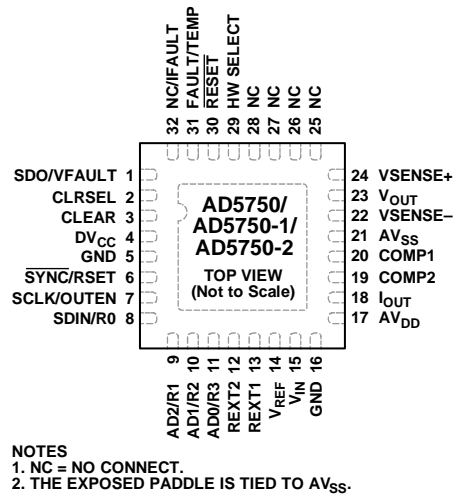 32 NC/IFAULT
31 FAULT/TEMP
30 RESET
29 HW SELECT
28 NC
27 NC
26 NC
25 NC
SDO/VFAULT 1
CLRSEL 2
CLEAR 3
DVCC 4
GND 5
SYNC/RSET 6
SCLK/OUTEN 7
SDIN/R0 8
AD5750/
AD5750-1/
AD5750-2
TOP VIEW
(Not to Scale)
24 VSENSE+
23 VOUT
22 VSENSE–
21 AVSS
20 COMP1
19 COMP2
18 IOUT
17 AVDD
AD2/R1 9
AD1/R2 10
AD0/R3 11
REXT2 12
REXT1 13
VREF 14
VIN 15
GND 16
NOTES
1. NC = NO CONNECT.
2. THE EXPOSED PADDLE IS TIED TO AVSS.